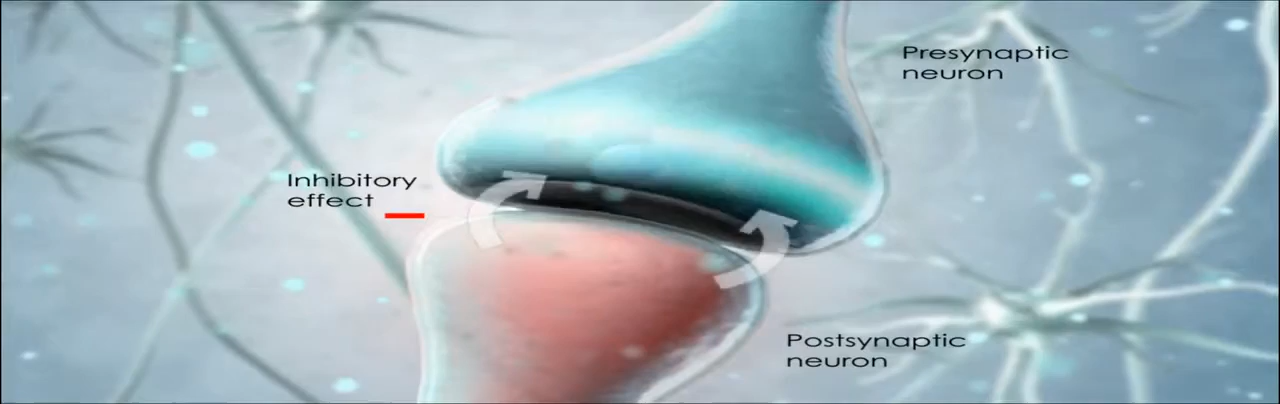 Presynaptic
neuron
Inhibitory
effect
Postsynaptic
neuron